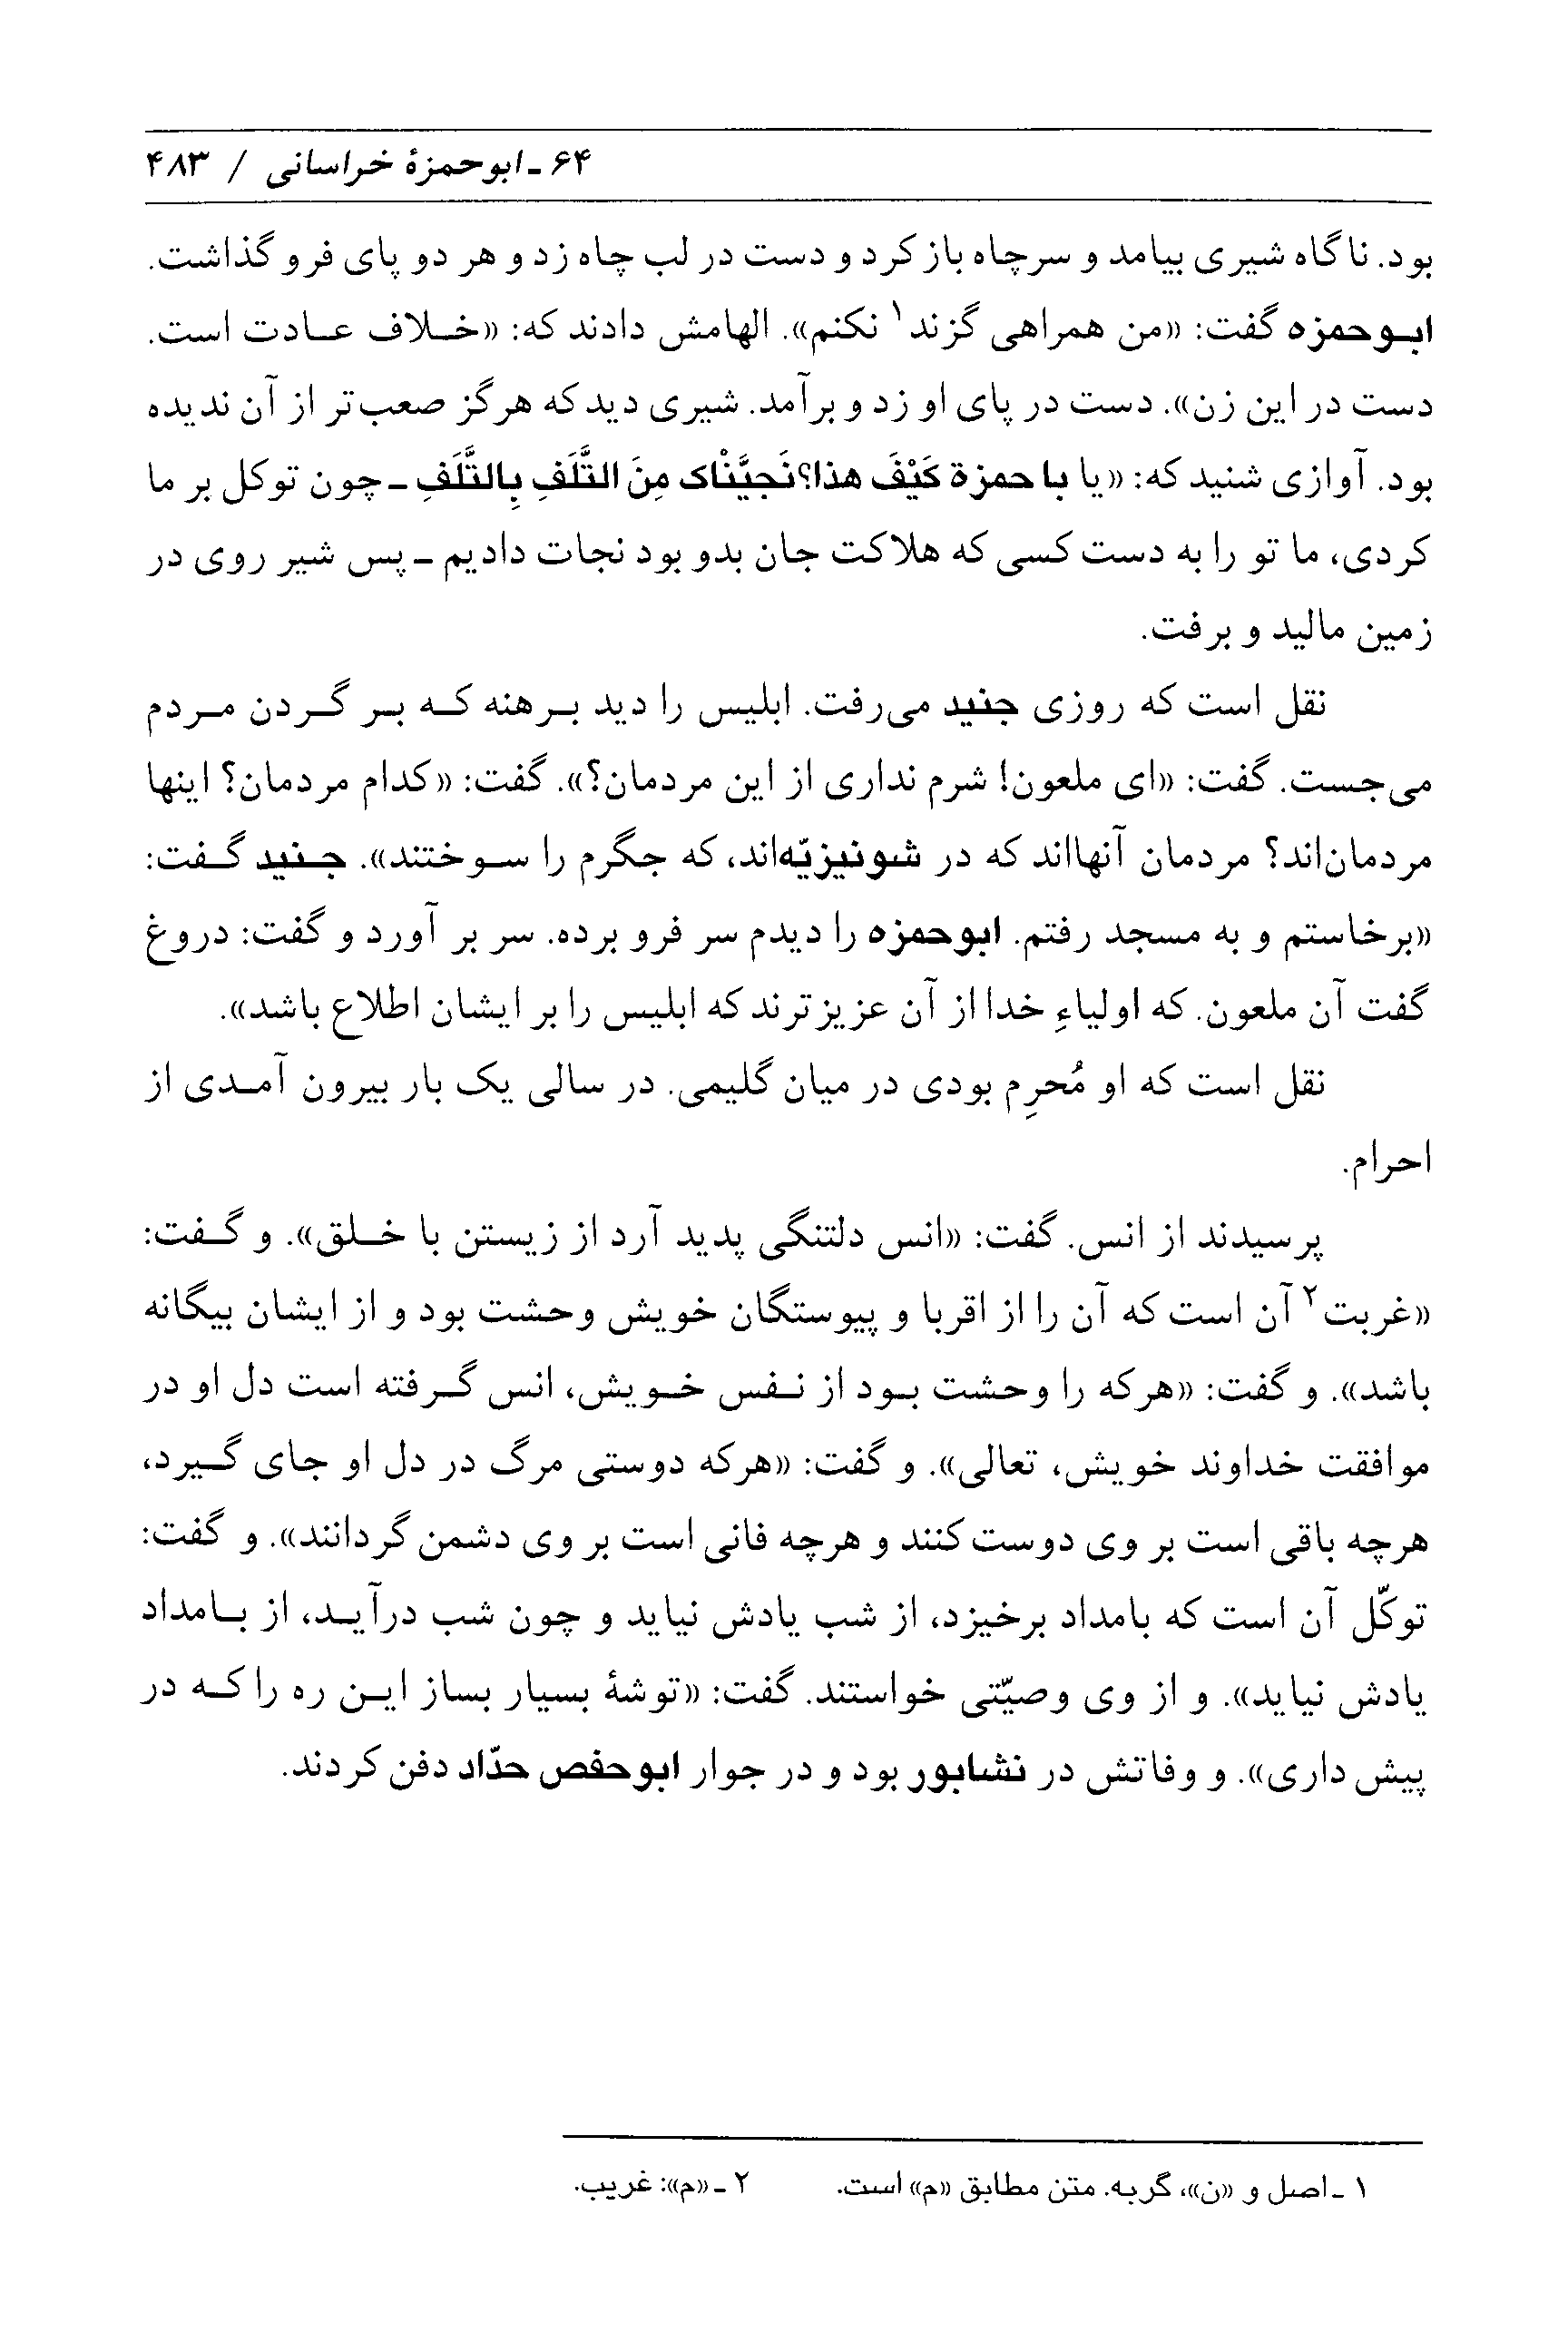 ۶۴ ـ ابوحمزهٔ خراسانی / ۴۸۳
بود. ناگاه شیری بیامد و سرچاه باز کرد و دست در لب چاه زد و هر دو پای فرو گذاشت.
ابوحمزه گفت: «من همراهی گزند۱ نکنم». الهامش دادند که: «خلاف عادت است.
دست در این زن». دست در پای او زد و برآمد. شیری دید که هرگز صعب‌تر از آن ندیده
بود. آوازی شنید که: «یا با حمزة کَیْفَ هذا؟نَجیَّنْاک مِنَ التَّلَفِ بِالتَّلَفِ ـ چون توکل بر ما
کردی، ما تو را به دست کسی که هلاکت جان بدو بود نجات دادیم ـ پس شیر روی در
زمین مالید و برفت.
نقل است که روزی جنید می‌رفت. ابلیس را دید برهنه که بر گردن مردم
می‌جست. گفت: «ای ملعون! شرم نداری از این مردمان؟». گفت: «کدام مردمان؟ اینها
مردمان‌اند؟ مردمان آنهااند که در شونیزیّه‌اند، که جگرم را سوختند». جنید گفت:
«برخاستم و به مسجد رفتم. ابوحمزه را دیدم سر فرو برده. سر بر آورد و گفت: دروغ
گفت آن ملعون. که اولیاءِ خدا از آن عزیزترند که ابلیس را بر ایشان اطلاع باشد».
نقل است که او مُحرِم بودی در میان گلیمی. در سالی یک بار بیرون آمدی از
احرام.
پرسیدند از انس. گفت: «انس دلتنگی پدید آرد از زیستن با خلق». و گفت:
«غربت۲ آن است که آن را از اقربا و پیوستگان خویش وحشت بود و از ایشان بیگانه
باشد». و گفت: «هرکه را وحشت بود از نفس خویش، انس گرفته است دل او در
موافقت خداوند خویش، تعالی». و گفت: «هرکه دوستی مرگ در دل او جای گیرد،
هرچه باقی است بر وی دوست کنند و هرچه فانی است بر وی دشمن گردانند». و گفت:
توکّل آن است که بامداد برخیزد، از شب یادش نیاید و چون شب درآید، از بامداد
یادش نیاید». و از وی وصیّتی خواستند. گفت: «توشهٔ بسیار بساز این ره را که در
پیش داری». و وفاتش در نشابور بود و در جوار ابوحفص حدّاد دفن کردند.
۱ ـ اصل و «ن»، گربه. متن مطابق «م» است. ۲ ـ «م»: غریب.